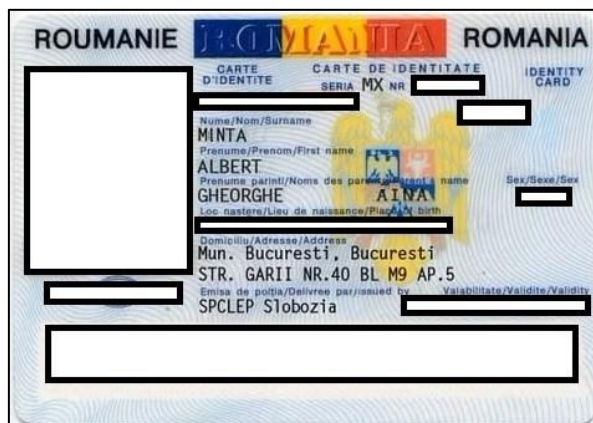 ROUMANIE ROMANIA ROMANIA
CARTE D'IDENTITE CARTE DE IDENTITATE IDENTITY CARD
SERIA MX NR
Nume/Nom/Surname
MINTA
Prenume/Prenom/First name
ALBERT
Prenume parinti/Noms des parents/Parent's name Sex/Sexe/Sex
GHEORGHE AINA
Loc nastere/Lieu de naissance/Place of birth
Domiciliu/Adresse/Address
Mun. Bucuresti, Bucuresti
STR. GARII NR.40 BL M9 AP.5
Emisa de politia/Delivree par/issued by Valabilitate/Validite/Validity
SPCLEP Slobozia